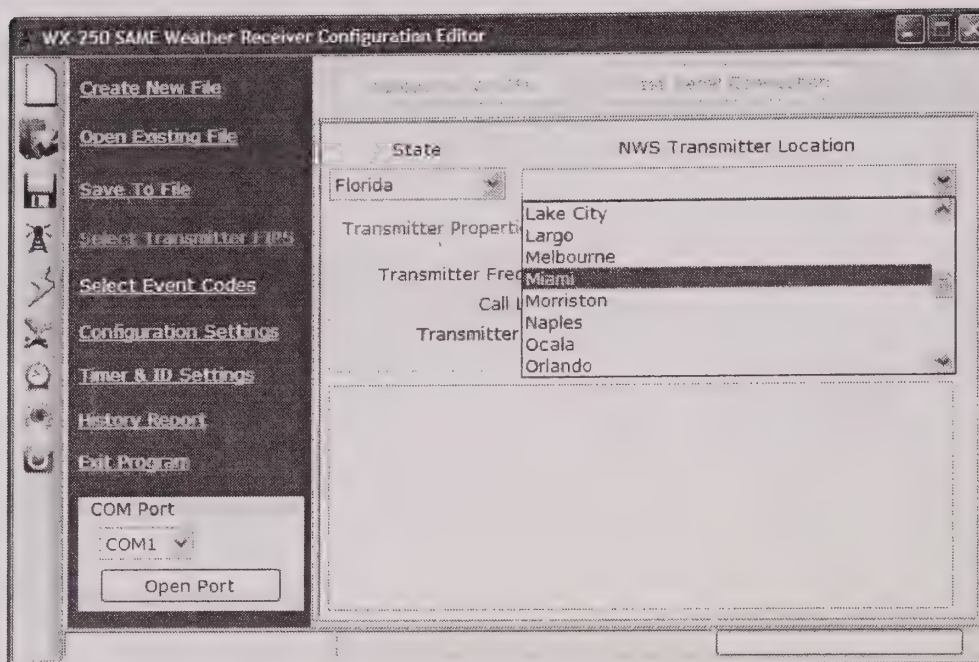 WX-250 SAME Weather Receiver Configuration Editor
Create New File
Open Existing File
Save To File
Select Transmitter FIPS
Select Event Codes
Configuration Settings
Timer & ID Settings
History Report
Exit Program
COM Port
COM1
Open Port
State
NWS Transmitter Location
Florida
Transmitter Properti
Transmitter Freq
Call L
Transmitter
Lake City
Largo
Melbourne
Miami
Morriston
Naples
Ocala
Orlando